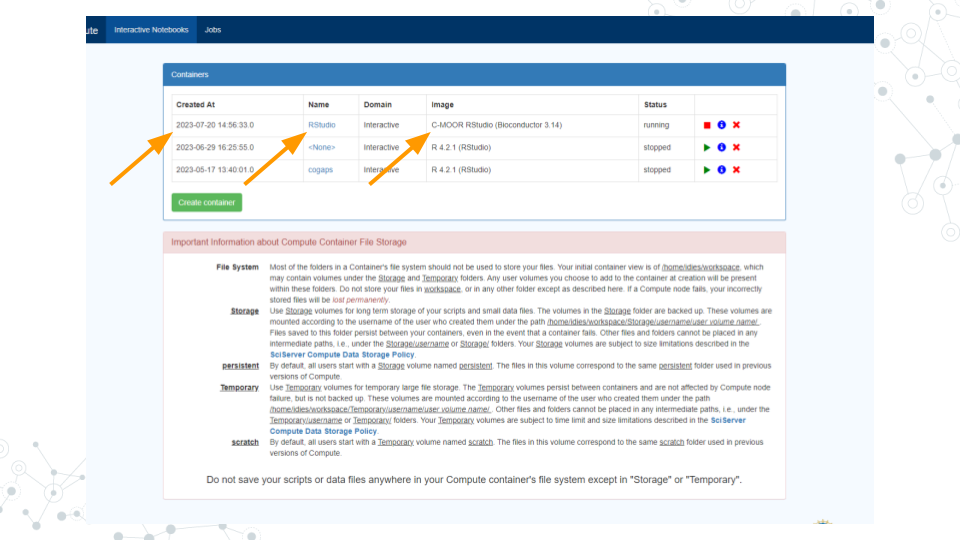 ute Interactive Notebooks Jobs
Containers
Created At Name Domain Image Status
2023-07-20 14:56:33.0 RStudio Interactive C-MOOR RStudio (Bioconductor 3.14) running
2023-06-29 16:25:55.0 <None> Interactive R 4.2.1 (RStudio) stopped
2023-05-17 13:40:01.0 cogaps Interactive R 4.2.1 (RStudio) stopped
Create container
Important Information about Compute Container File Storage
File System Most of the folders in a Container's file system should not be used to store your files. Your initial container view is of /home/idies/workspace, which
may contain volumes under the Storage and Temporary folders. Any user volumes you choose to add to the container at creation will be present
within these folders. Do not store your files in workspace, or in any other folder except as described here. If a Compute node fails, your incorrectly
stored files will be lost permanently.
Storage Use Storage volumes for long term storage of your scripts and small data files. The volumes in the Storage folder are backed up. These volumes are
mounted according to the username of the user who created them under the path /home/idies/workspace/Storage/username/user volume name/ .
Files saved to this folder persist between your containers, even in the event that a container fails. Other files and folders cannot be placed in any
intermediate paths, i.e., under the Storage/username or Storage/ folders. Your Storage volumes are subject to size limitations described in the
SciServer Compute Data Storage Policy.
persistent By default, all users start with a Storage volume named persistent. The files in this volume correspond to the same persistent folder used in previous
versions of Compute.
Temporary Use Temporary volumes for temporary large file storage. The Temporary volumes persist between containers and are not affected by Compute node
failure, but is not backed up. These volumes are mounted according to the username of the user who created them under the path
/home/idies/workspace/Temporary/username/user volume name/ . Other files and folders cannot be placed in any intermediate paths, i.e., under the
Temporary/username or Temporary/ folders. Your Temporary volumes are subject to time limit and size limitations described in the SciServer
Compute Data Storage Policy.
scratch By default, all users start with a Temporary volume named scratch. The files in this volume correspond to the same scratch folder used in previous
versions of Compute.
Do not save your scripts or data files anywhere in your Compute container's file system except in "Storage" or "Temporary".